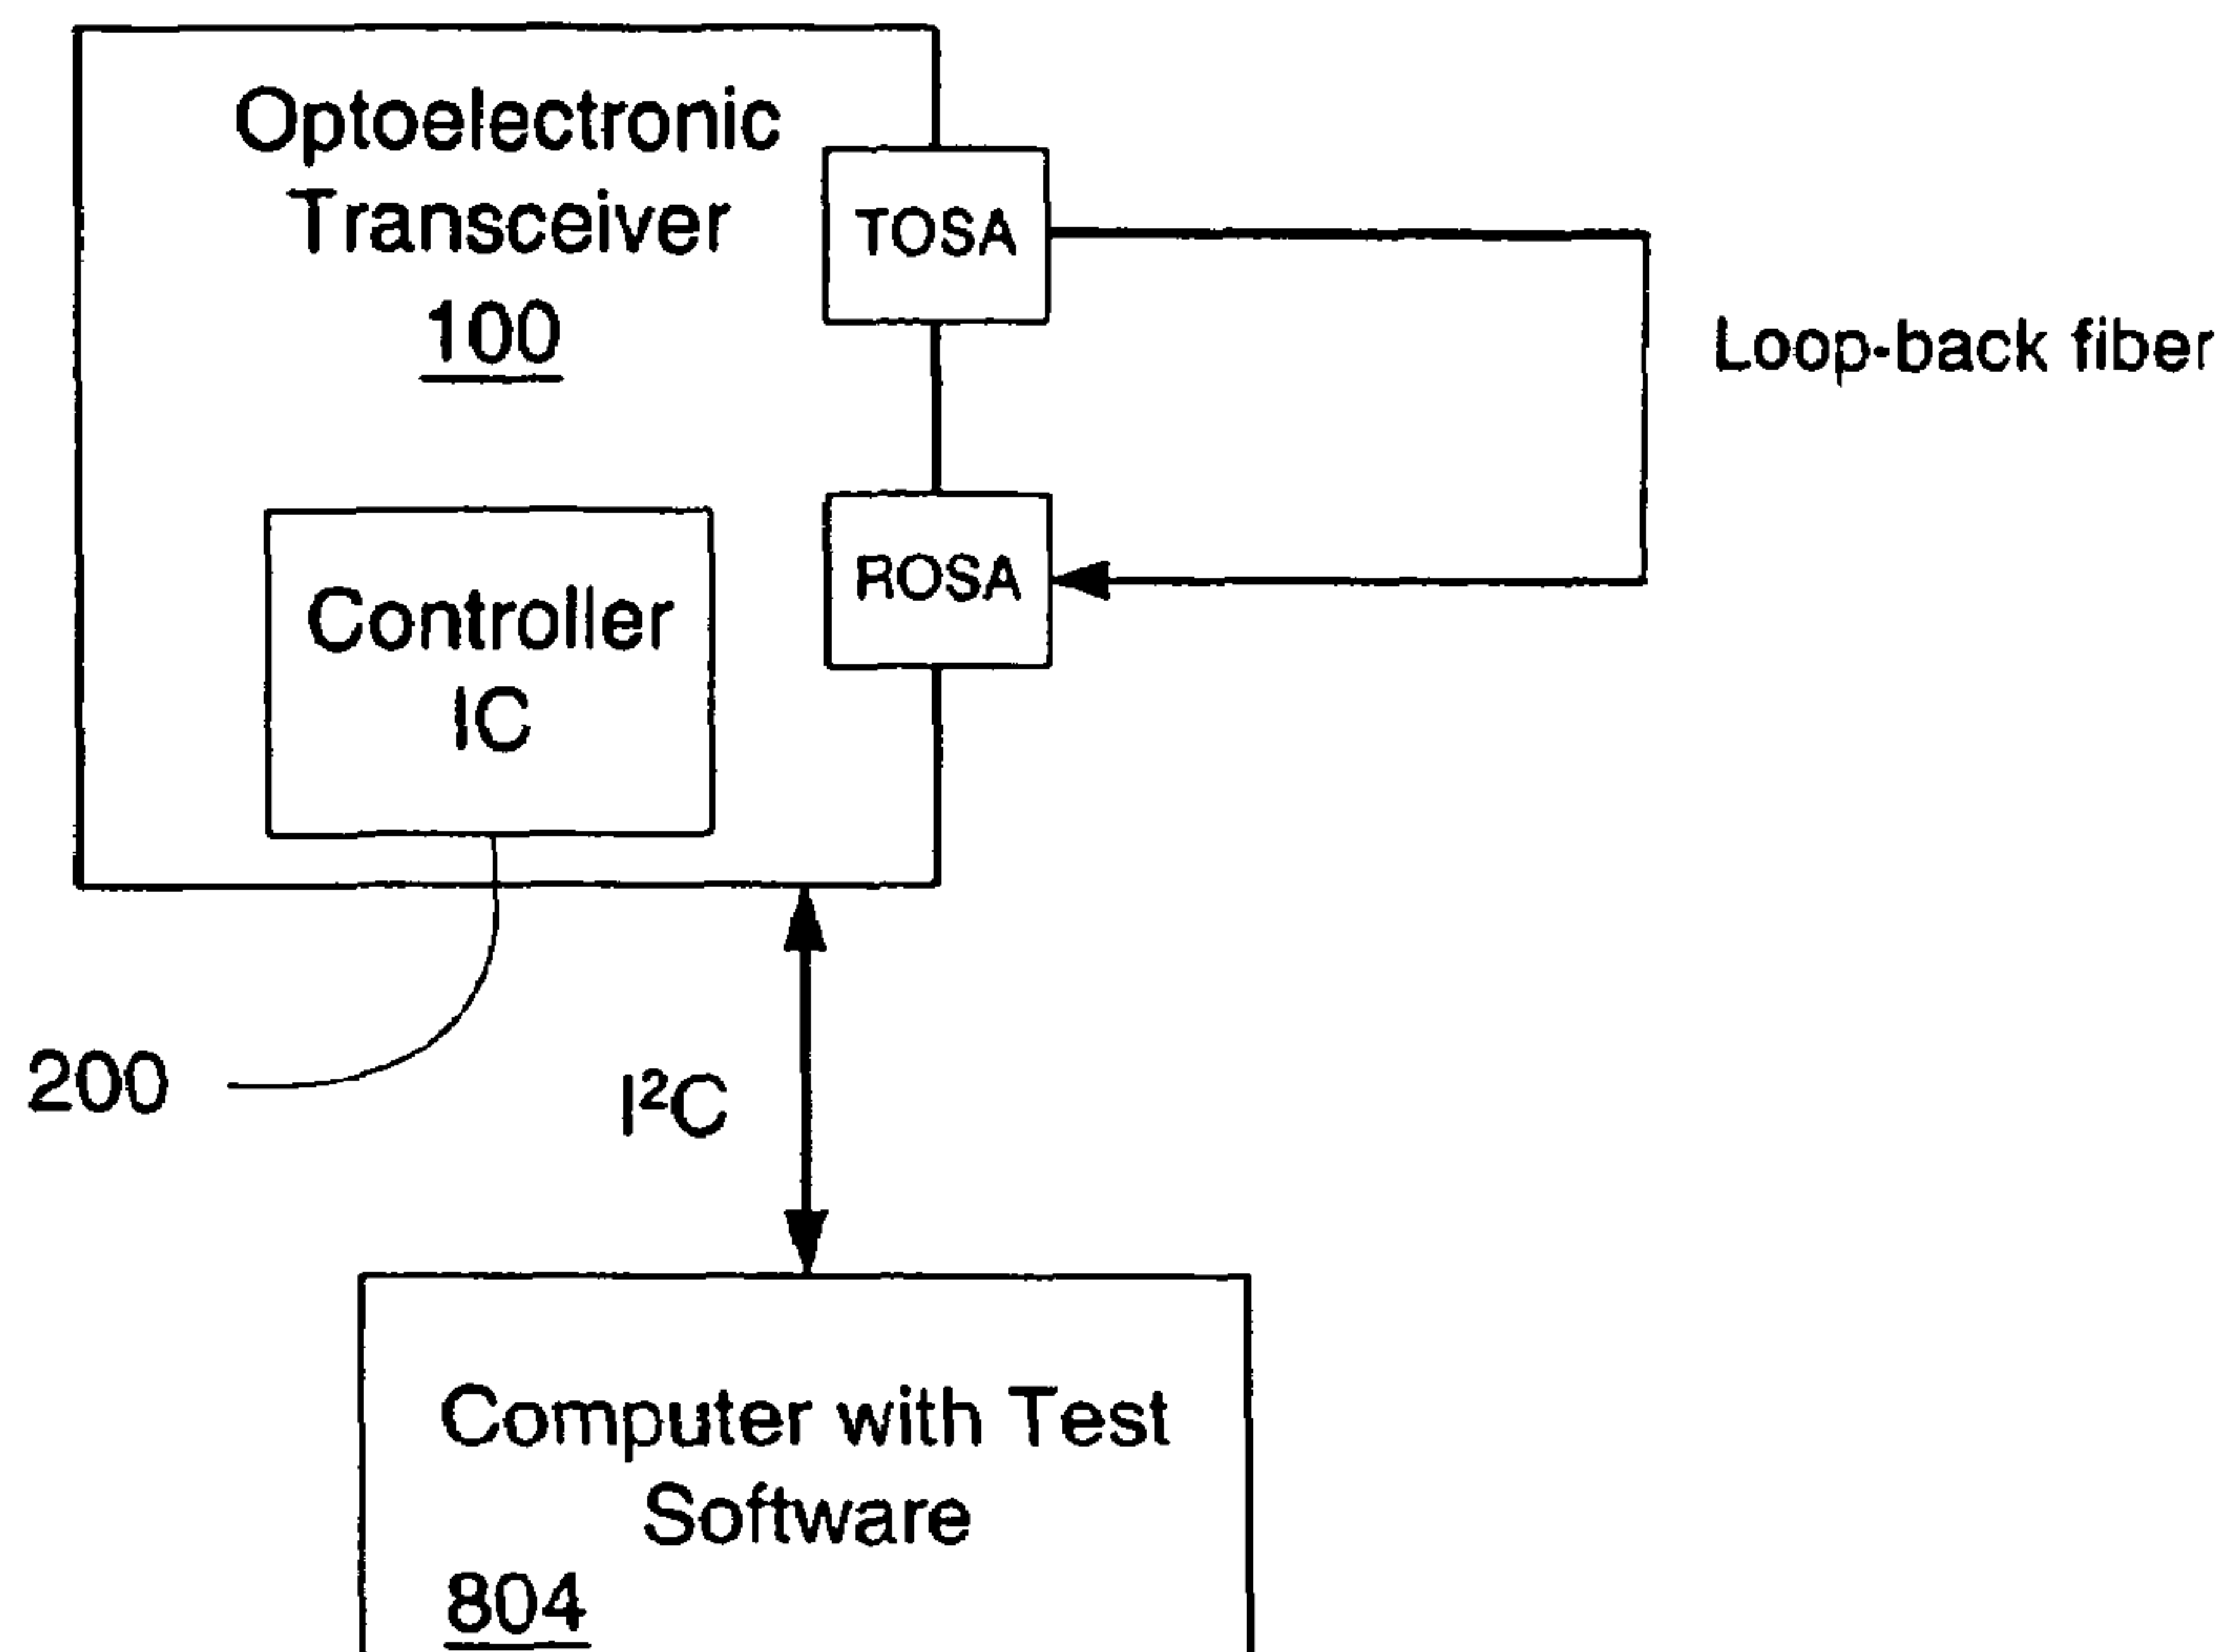 Optoelectronic
Transceiver
100
TOSA
Loop-back fiber
ROSA
Controller
IC
200
I²C
Computer with Test
Software
804